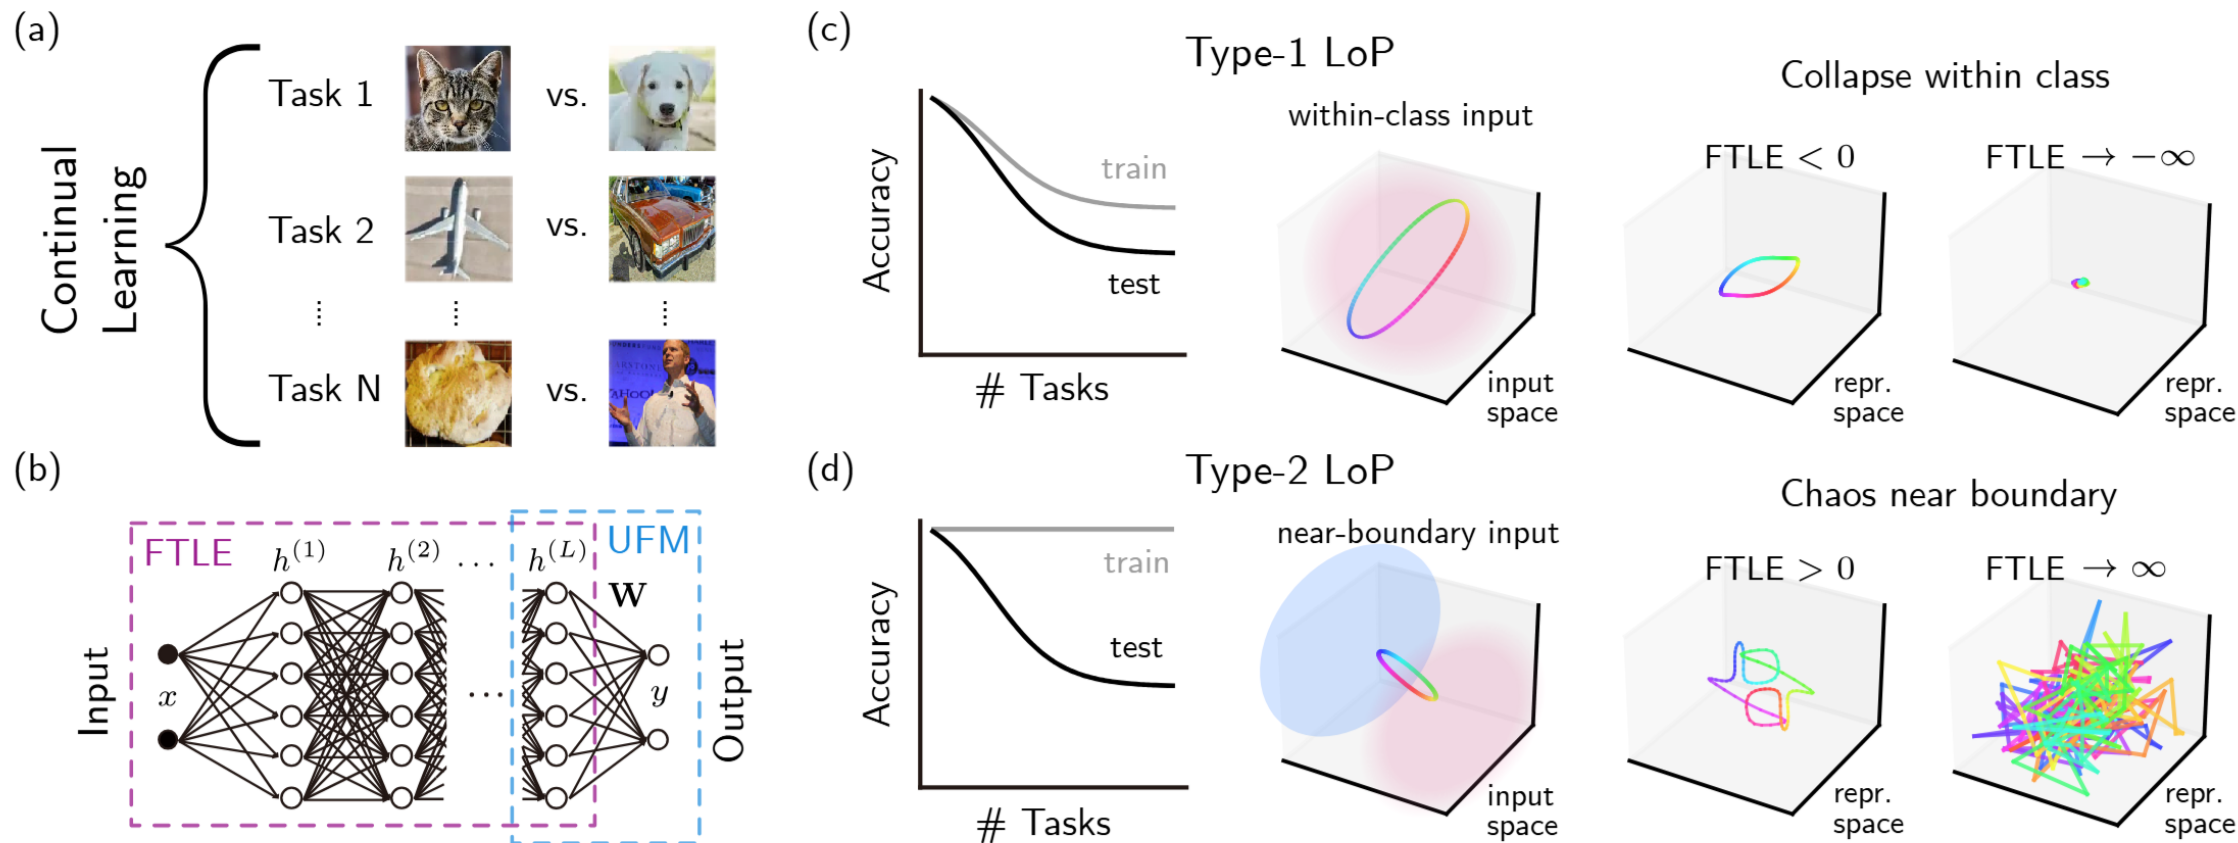 (a)
Continual
Learning
Task 1
vs.
Task 2
vs.
Task N
vs.
YAHOO!
(b)
FTLE
UFM
h^{(1)}
h^{(2)}
...
h^{(L)}
W
Input
x
...
y
Output
(c)
Type-1 LoP
Accuracy
train
test
# Tasks
within-class input
input
space
Collapse within class
FTLE < 0
repr.
space
FTLE → −∞
repr.
space
(d)
Type-2 LoP
Accuracy
train
test
# Tasks
near-boundary input
input
space
Chaos near boundary
FTLE > 0
repr.
space
FTLE → ∞
repr.
space